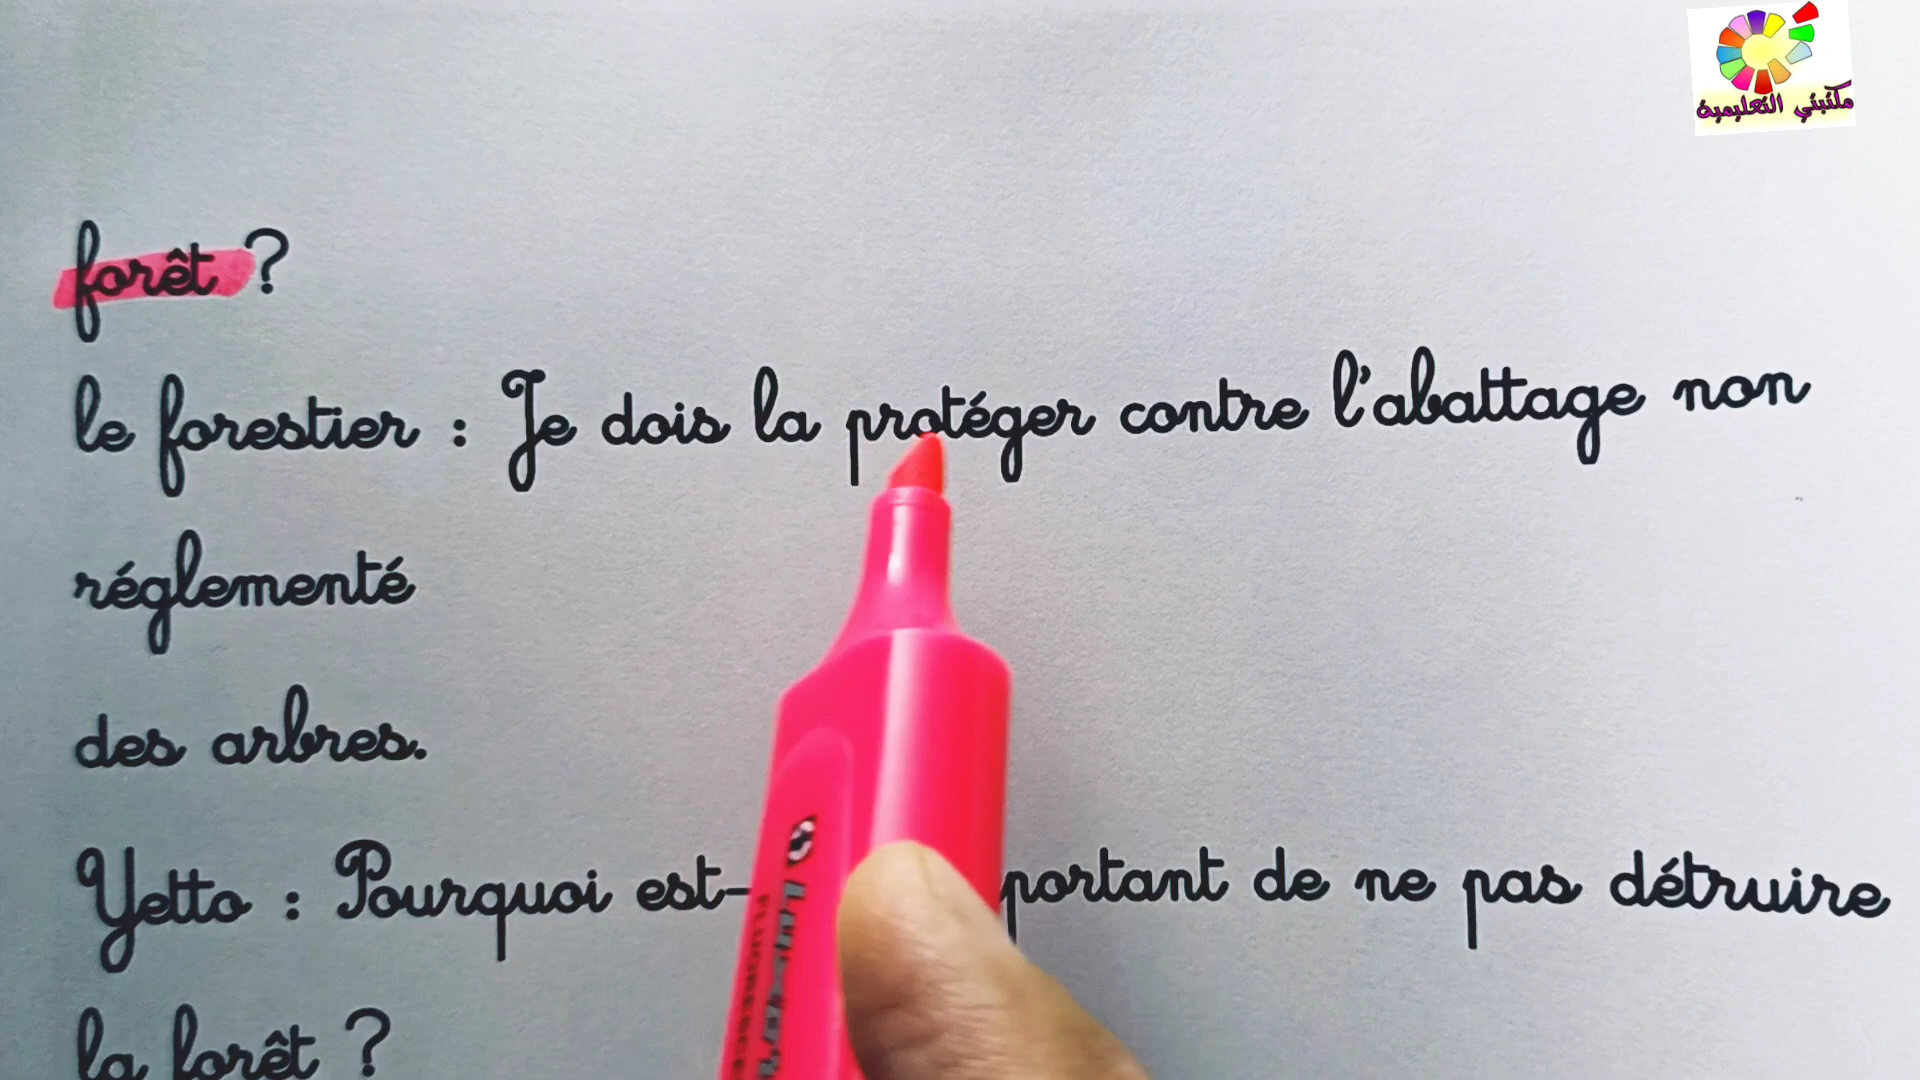 مكتبتي التعليمية
forêt ?
le forestier : Je dois la protéger contre l'abattage non
réglementé
des arbres.
Yetto : Pourquoi est- portant de ne pas détruire
la forêt ?